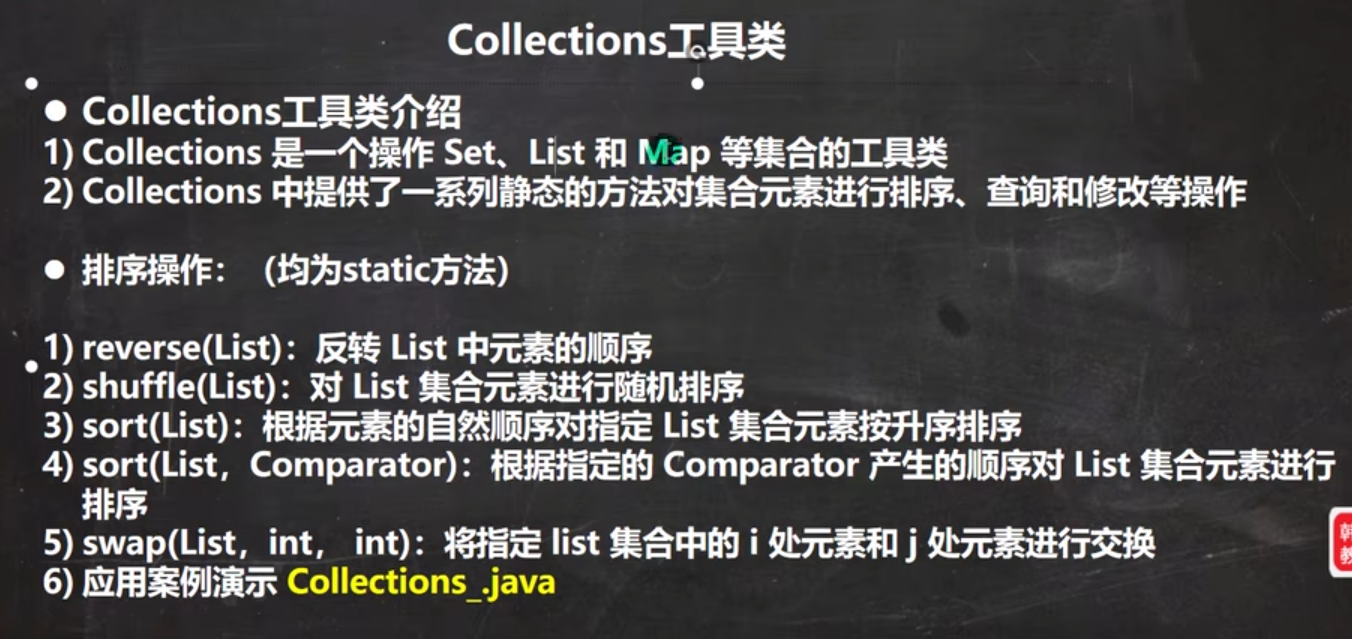 Collections工具类
● Collections工具类介绍
1) Collections 是一个操作 Set、List 和 Map 等集合的工具类
2) Collections 中提供了一系列静态的方法对集合元素进行排序、查询和修改等操作
● 排序操作：（均为static方法）
1) reverse(List)：反转 List 中元素的顺序
2) shuffle(List)：对 List 集合元素进行随机排序
3) sort(List)：根据元素的自然顺序对指定 List 集合元素按升序排序
4) sort(List，Comparator)：根据指定的 Comparator 产生的顺序对 List 集合元素进行
排序
5) swap(List，int， int)：将指定 list 集合中的 i 处元素和 j 处元素进行交换
6) 应用案例演示 Collections_.java